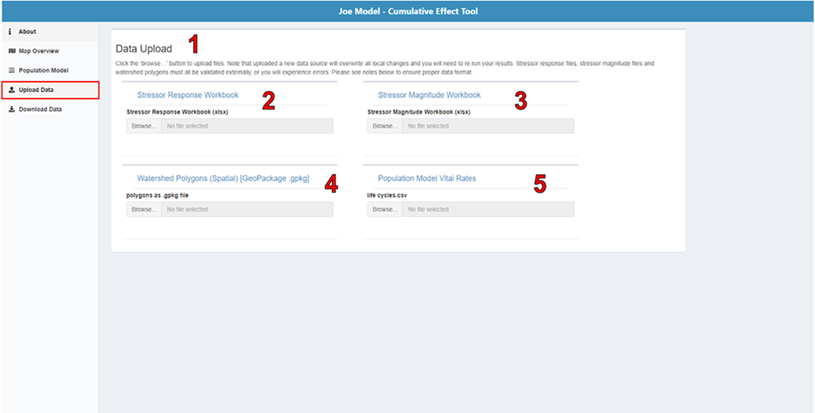 Joe Model - Cumulative Effect Tool
About
Map Overview
Population Model
Upload Data
Download Data
Data Upload
1
Click the 'browse...' button to upload files. Note that uploaded a new data source will overwrite all local changes and you will need to re-run your results. Stressor response files, stressor magnitude files and
watershed polygons must all be validated externally, or you will experience errors. Please see notes below to ensure proper data format.
Stressor Response Workbook
2
Stressor Response Workbook (xlsx)
Browse... No file selected
Stressor Magnitude Workbook
3
Stressor Magnitude Workbook (xlsx)
Browse... No file selected
Watershed Polygons (Spatial) [GeoPackage .gpkg]
4
polygons as .gpkg file
Browse... No file selected
Population Model Vital Rates
5
life cycles.csv
Browse... No file selected